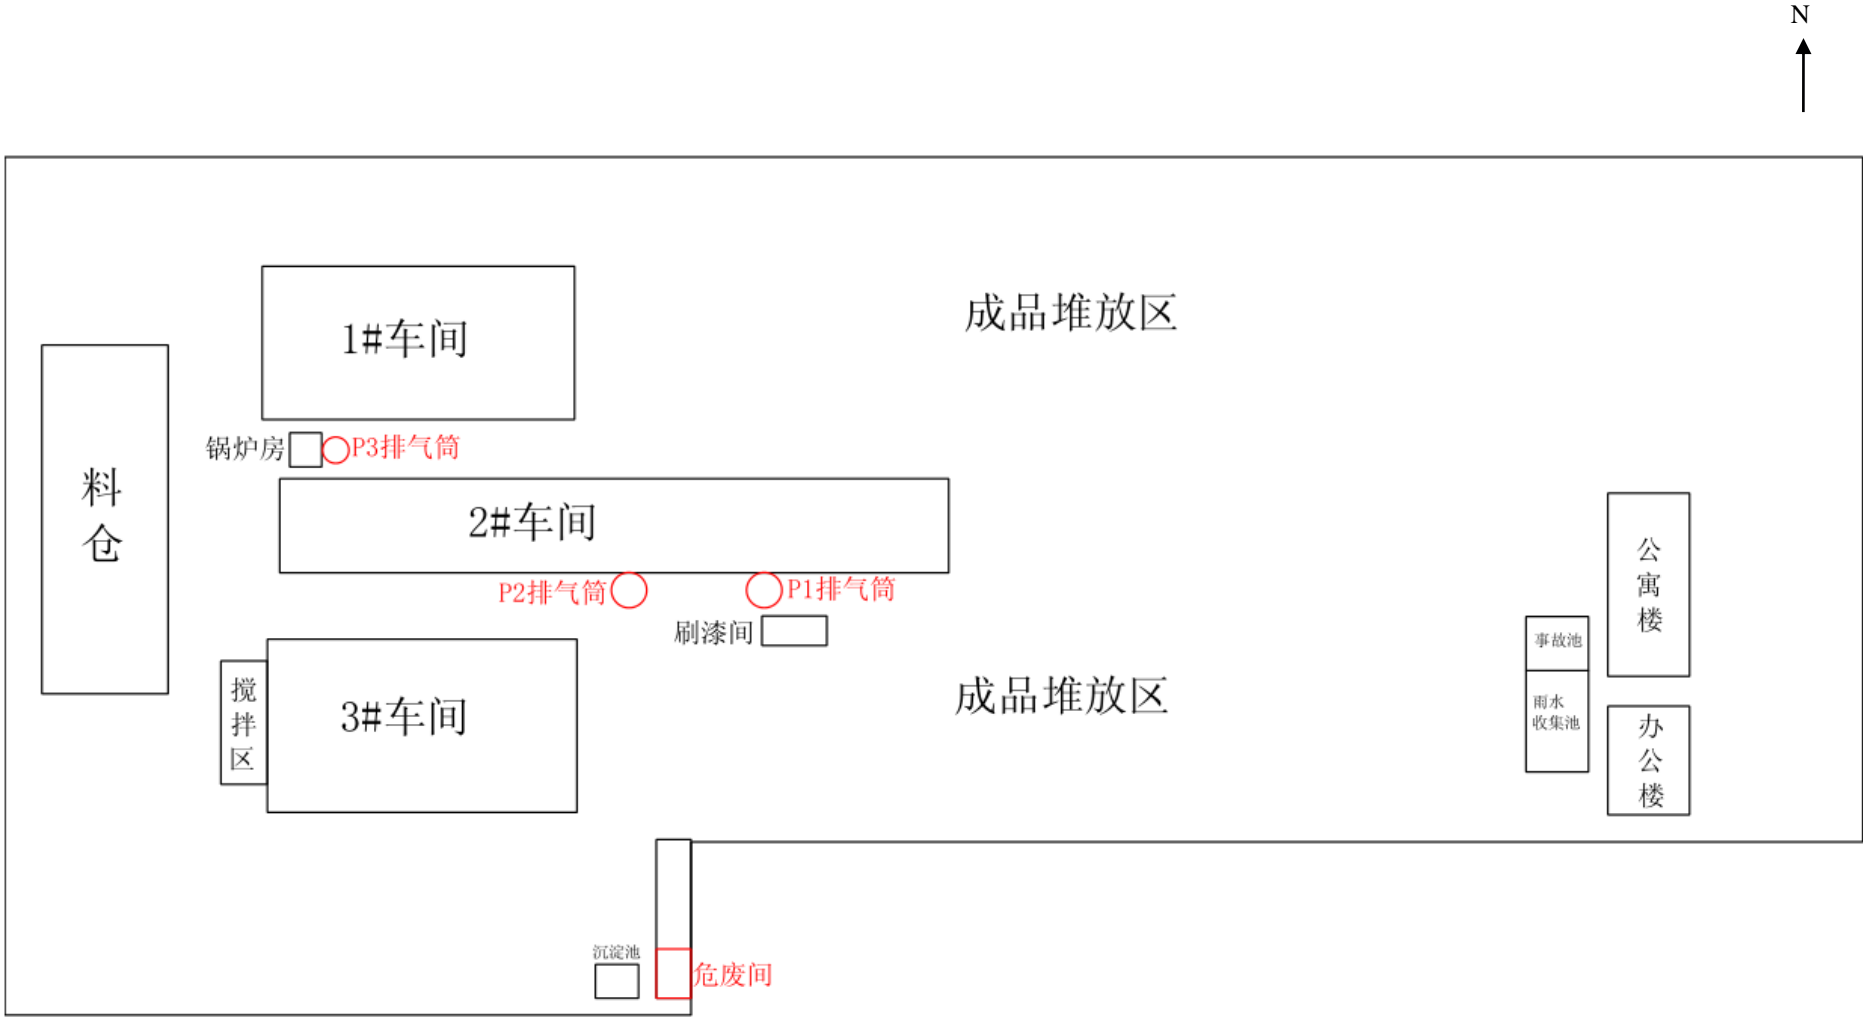 N
成品堆放区
1#车间
锅炉房
P3排气筒
料
仓
2#车间
P2排气筒
P1排气筒
刷漆间
公
寓
楼
事故池
雨水
收集池
办
公
楼
搅
拌
区
3#车间
成品堆放区
沉淀池
危废间